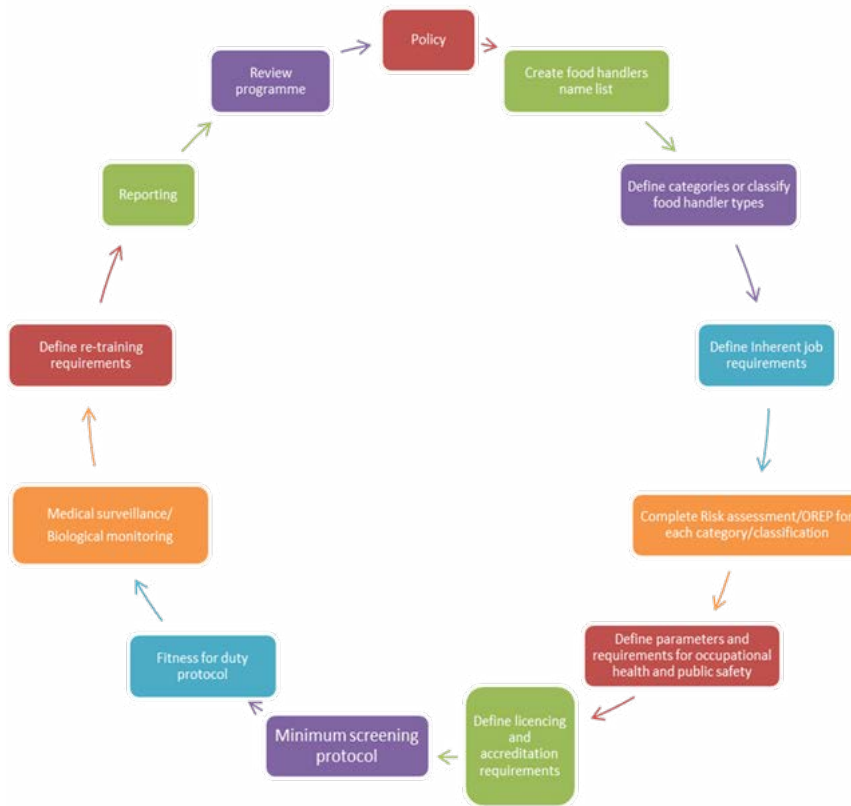 Policy
Create food handlers
name list
Define categories or classify
food handler types
Define Inherent job
requirements
Complete Risk assessment/OREP for
each category/classification
Define parameters and
requirements for occupational
health and public safety
Define licencing and
accreditation
requirements
Minimum screening
protocol
Fitness for duty
protocol
Medical surveillance/
Biological monitoring
Define re-training
requirements
Reporting
Review
programme